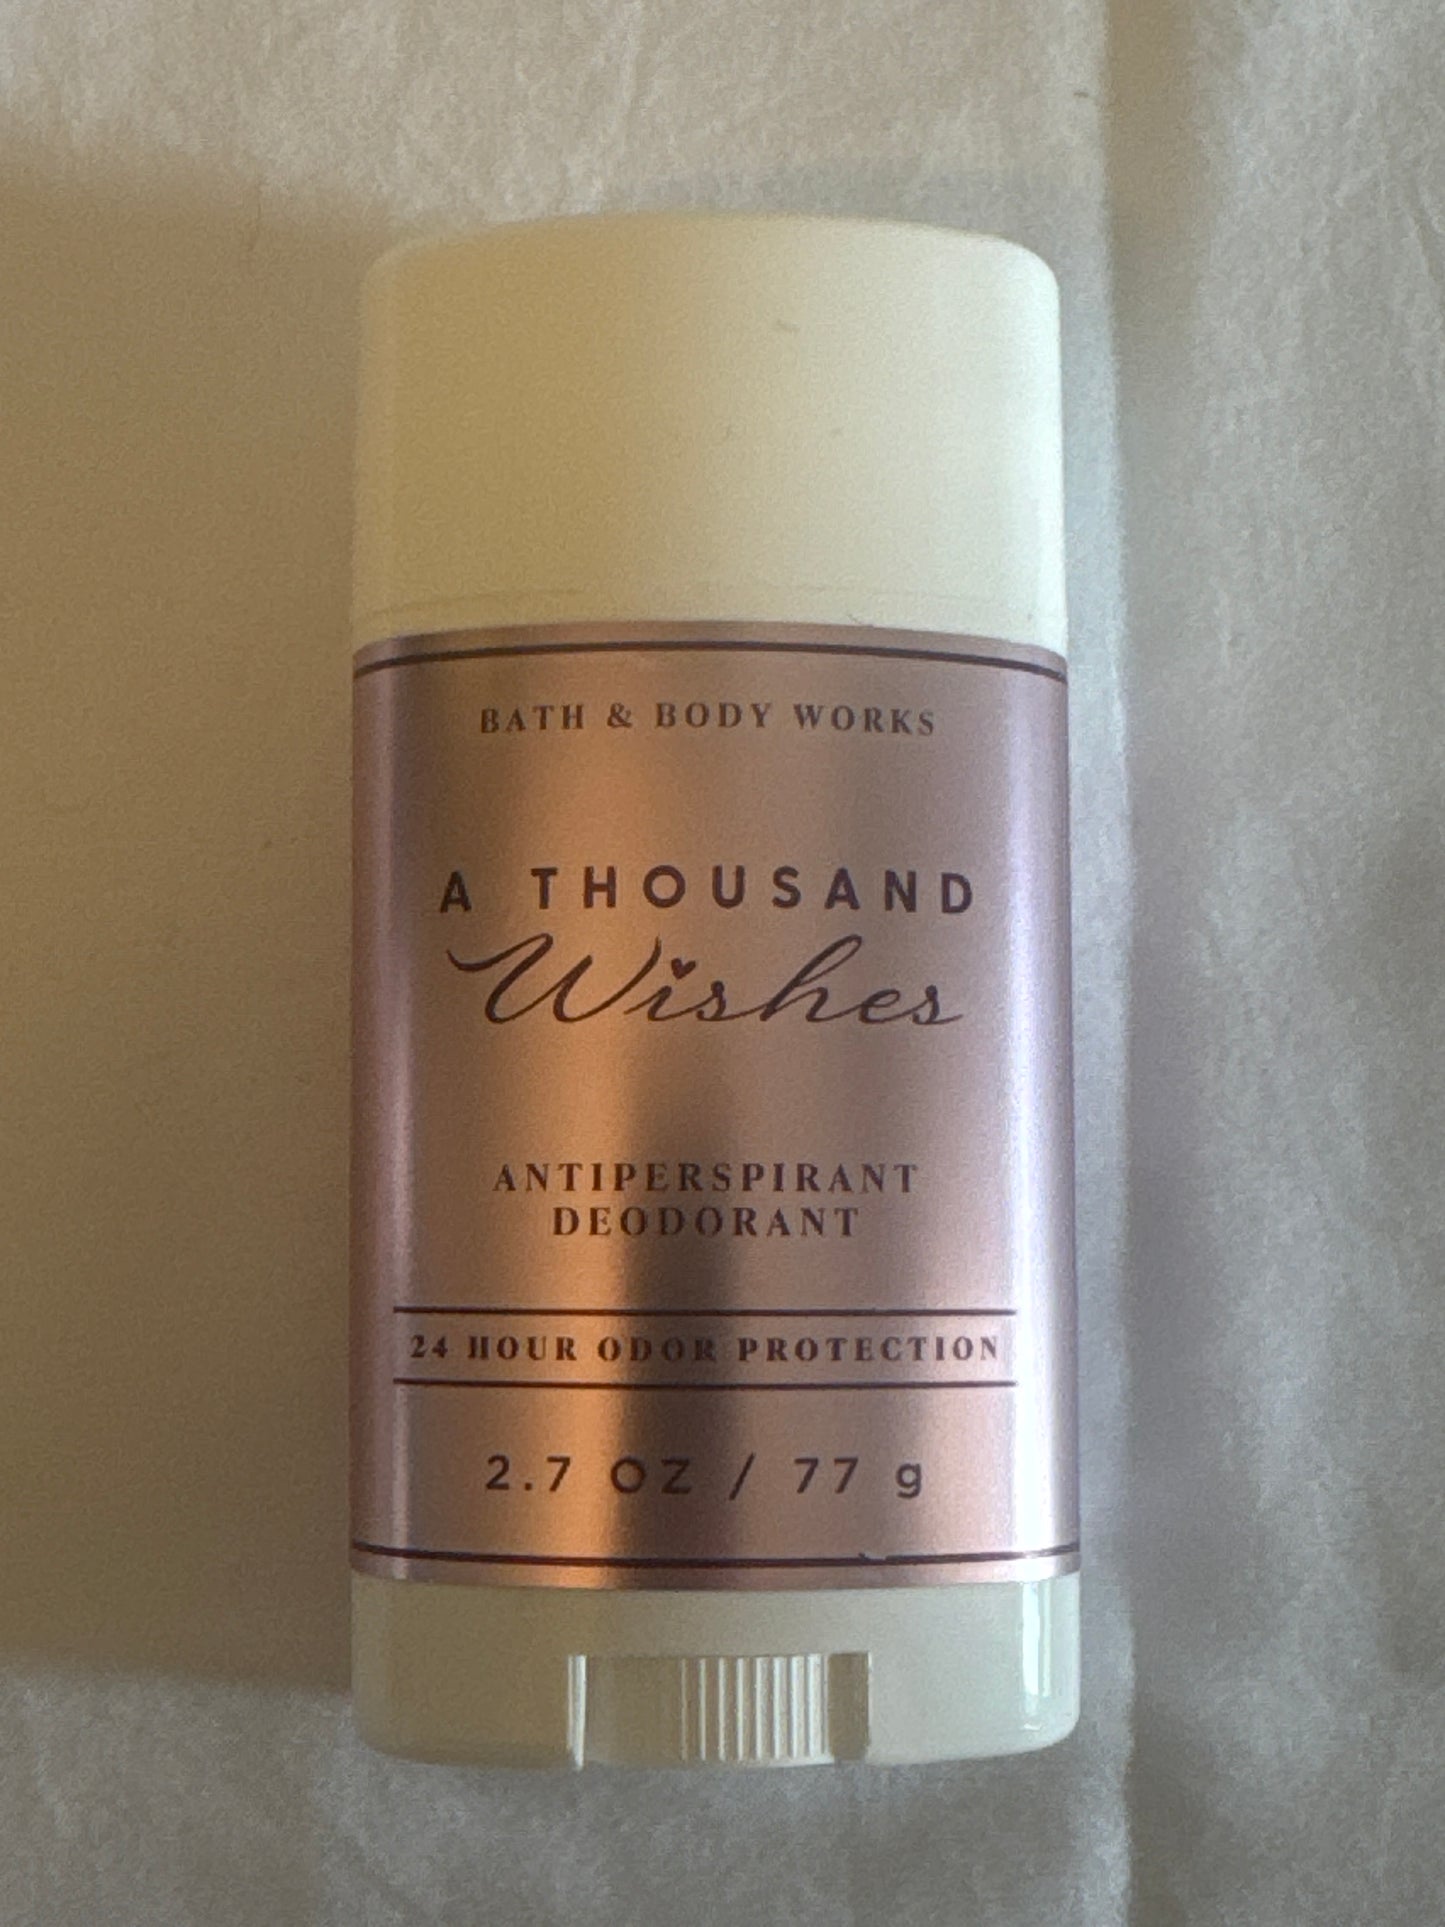 BATH & BODY WORKS
A THOUSAND
Wishes
ANTIPERSPIRANT
DEODORANT
24 HOUR ODOR PROTECTION
2.7 OZ / 77 g